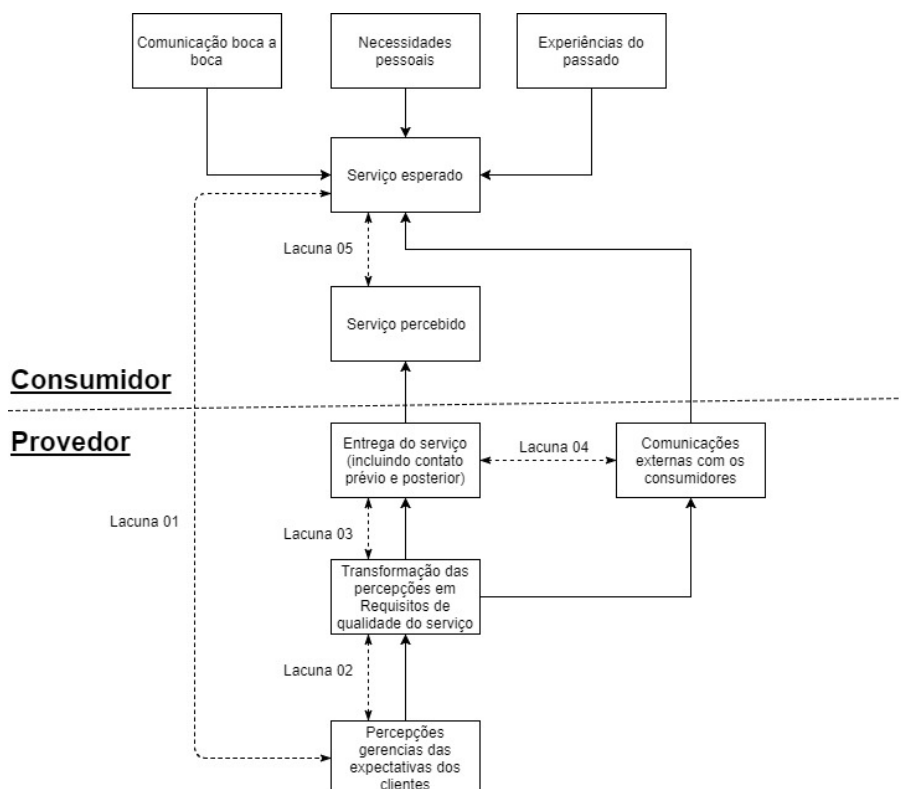 Comunicação boca a
boca
Necessidades
pessoais
Experiências do
passado
Serviço esperado
Lacuna 05
Serviço percebido
Consumidor
Provedor
Entrega do serviço
(incluindo contato
prévio e posterior)
Lacuna 04
Comunicações
externas com os
consumidores
Lacuna 01
Lacuna 03
Transformação das
percepções em
Requisitos de
qualidade do serviço
Lacuna 02
Percepções
gerencias das
expectativas dos
clientes